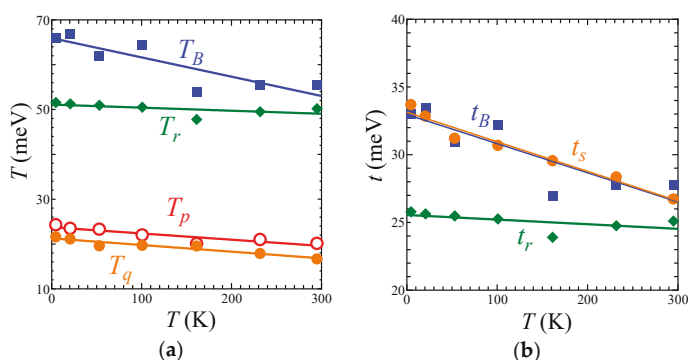 70
50
30
10
0
100
200
300
T (meV)
T (K)
T_B
T_r
T_p
T_q
(a)
40
35
30
25
20
0
100
200
300
t (meV)
T (K)
t_B
t_s
t_r
(b)